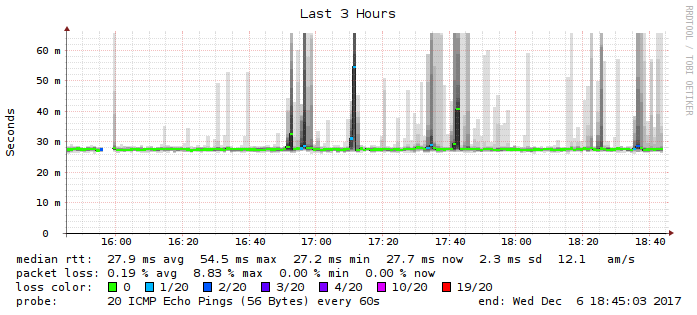 Last 3 Hours
RRDTOOL / TOBI OETIKER
Seconds
60 m
50 m
40 m
30 m
20 m
10 m
0
16:00 16:20 16:40 17:00 17:20 17:40 18:00 18:20 18:40
median rtt: 27.9 ms avg 54.5 ms max 27.2 ms min 27.7 ms now 2.3 ms sd 12.1 am/s
packet loss: 0.19 % avg 8.83 % max 0.00 % min 0.00 % now
loss color: 0 1/20 2/20 3/20 4/20 10/20 19/20
probe: 20 ICMP Echo Pings (56 Bytes) every 60s end: Wed Dec 6 18:45:03 2017